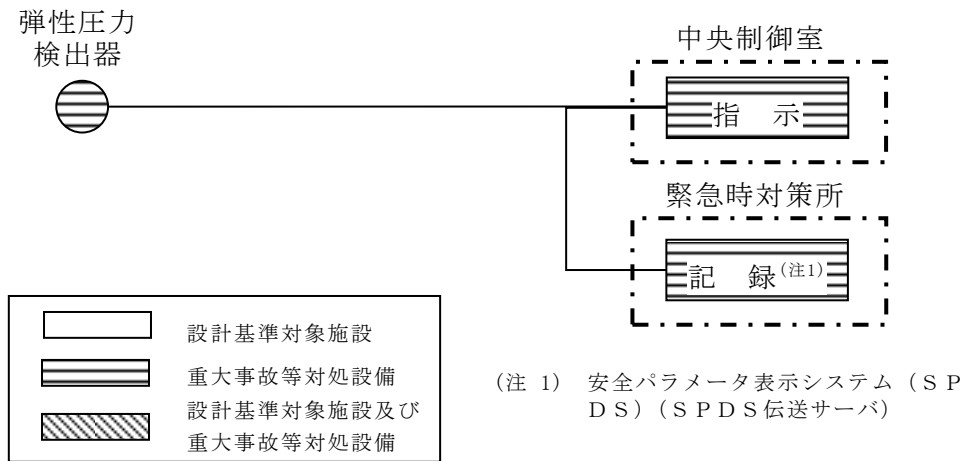 弾性圧力
検出器
中央制御室
指　示
緊急時対策所
記　録(注1)
設計基準対象施設
重大事故等対処設備
設計基準対象施設及び
重大事故等対処設備
(注 1)　安全パラメータ表示システム（ＳＰ
ＤＳ）（ＳＰＤＳ伝送サーバ）